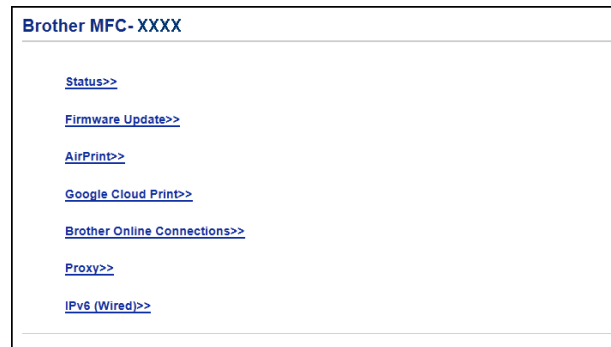 Brother MFC-XXXX
Status>>
Firmware Update>>
AirPrint>>
Google Cloud Print>>
Brother Online Connections>>
Proxy>>
IPv6 (Wired)>>